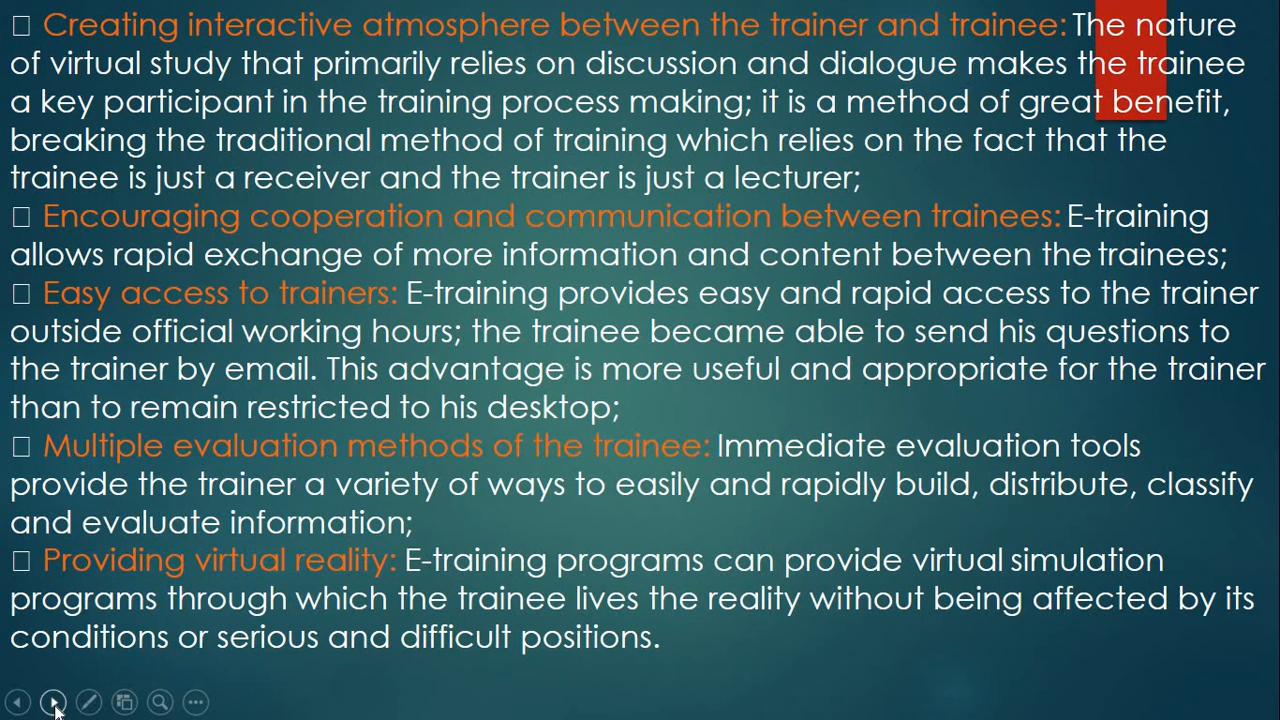 Creating interactive atmosphere between the trainer and trainee: The nature
of virtual study that primarily relies on discussion and dialogue makes the trainee
a key participant in the training process making; it is a method of great benefit,
breaking the traditional method of training which relies on the fact that the
trainee is just a receiver and the trainer is just a lecturer;
Encouraging cooperation and communication between trainees: E-training
allows rapid exchange of more information and content between the trainees;
Easy access to trainers: E-training provides easy and rapid access to the trainer
outside official working hours; the trainee became able to send his questions to
the trainer by email. This advantage is more useful and appropriate for the trainer
than to remain restricted to his desktop;
Multiple evaluation methods of the trainee: Immediate evaluation tools
provide the trainer a variety of ways to easily and rapidly build, distribute, classify
and evaluate information;
Providing virtual reality: E-training programs can provide virtual simulation
programs through which the trainee lives the reality without being affected by its
conditions or serious and difficult positions.